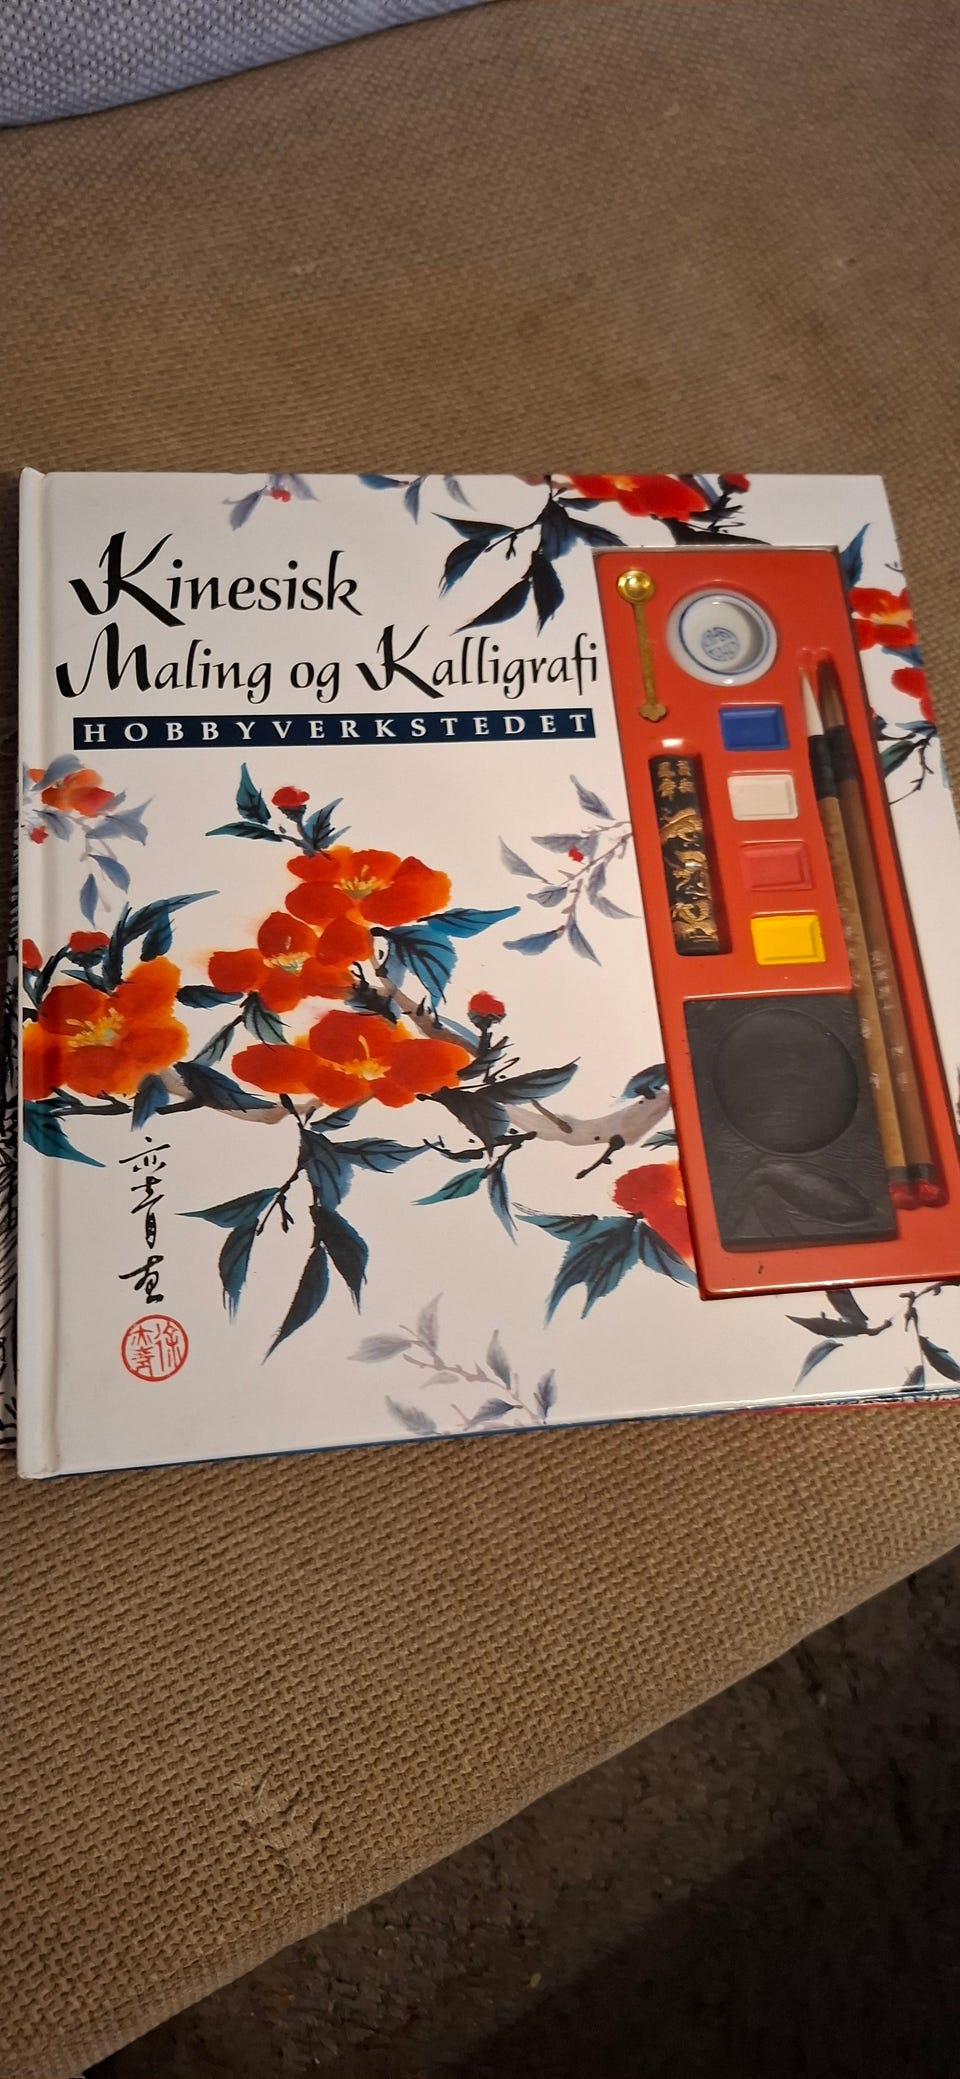 Kinesisk
Maling og Kalligrafi
HOBBYVERKSTEDET